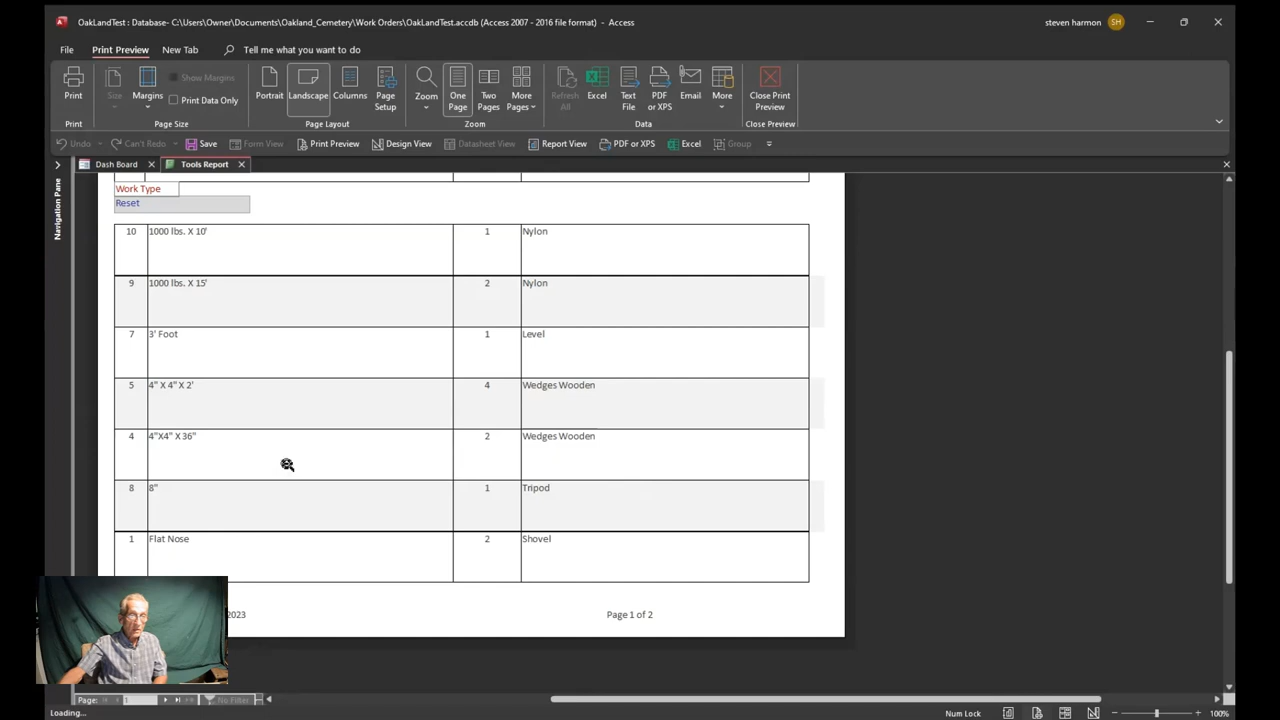 OakLandTest : Database- C:\Users\Owner\Documents\Oakland_Cemetery\Work Orders\OakLandTest.accdb (Access 2007 - 2016 file format) - Access
steven harmon SH
File Print Preview New Tab Tell me what you want to do
Show Margins
Print Data Only
Print Size Margins Portrait Landscape Columns Page Setup Zoom One Page Two Pages More Pages Refresh All Excel Text File PDF or XPS Email More Close Print Preview
Print Page Size Page Layout Zoom Data Close Preview
Undo Can't Redo Save Form View Print Preview Design View Datasheet View Report View PDF or XPS Excel Group
Dash Board Tools Report
Navigation Pane
Work Type
Reset
10 1000 lbs. X 10' 1 Nylon
9 1000 lbs. X 15' 2 Nylon
7 3' Foot 1 Level
5 4" X 4" X 2' 4 Wedges Wooden
4 4"X4" X 36" 2 Wedges Wooden
8 8" 1 Tripod
1 Flat Nose 2 Shovel
2023 Page 1 of 2
Page: 1 No Filter
Loading... Num Lock 100%